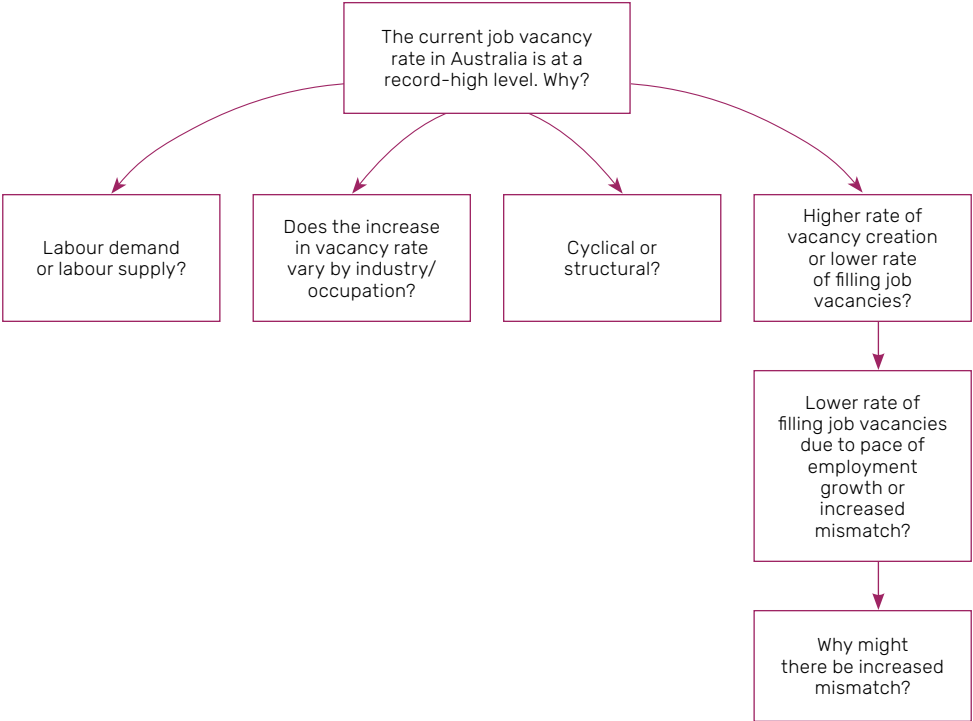 The current job vacancy
rate in Australia is at a
record-high level. Why?
Labour demand
or labour supply?
Does the increase
in vacancy rate
vary by industry/
occupation?
Cyclical or
structural?
Higher rate of
vacancy creation
or lower rate
of filling job
vacancies?
Lower rate of
filling job vacancies
due to pace of
employment
growth or
increased
mismatch?
Why might
there be increased
mismatch?